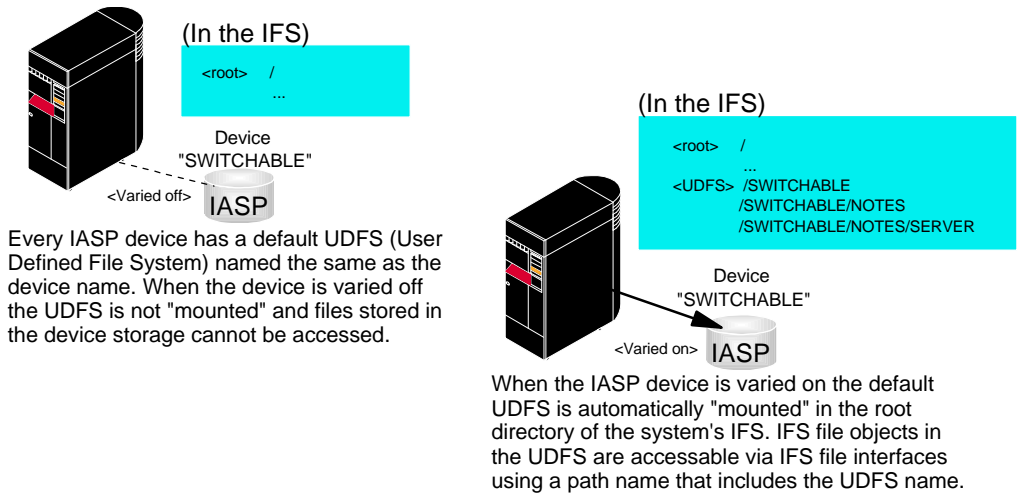 (In the IFS)
<root> /
...
Device
"SWITCHABLE"
<Varied off>
IASP
Every IASP device has a default UDFS (User
Defined File System) named the same as the
device name. When the device is varied off
the UDFS is not "mounted" and files stored in
the device storage cannot be accessed.
(In the IFS)
<root> /
...
<UDFS> /SWITCHABLE
/SWITCHABLE/NOTES
/SWITCHABLE/NOTES/SERVER
Device
"SWITCHABLE"
<Varied on>
IASP
When the IASP device is varied on the default
UDFS is automatically "mounted" in the root
directory of the system's IFS. IFS file objects in
the UDFS are accessable via IFS file interfaces
using a path name that includes the UDFS name.